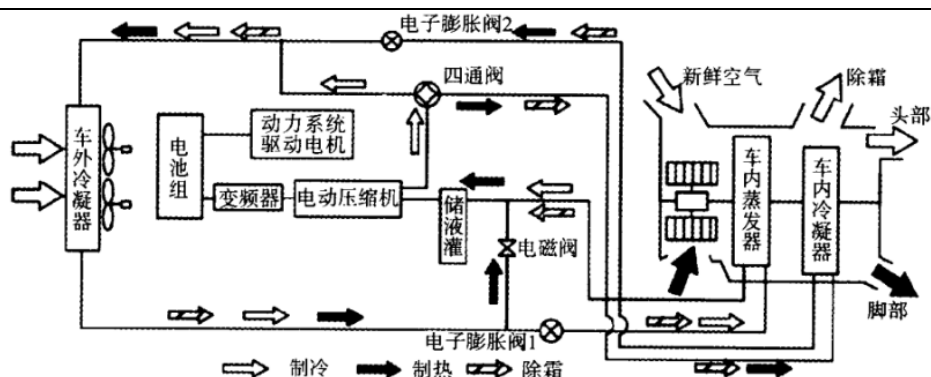 电子膨胀阀2
四通阀
新鲜空气
除霜
头部
车外冷凝器
电池组
动力系统
驱动电机
变频器
电动压缩机
储液灌
电磁阀
车内蒸发器
车内冷凝器
脚部
电子膨胀阀1
制冷
制热
除霜